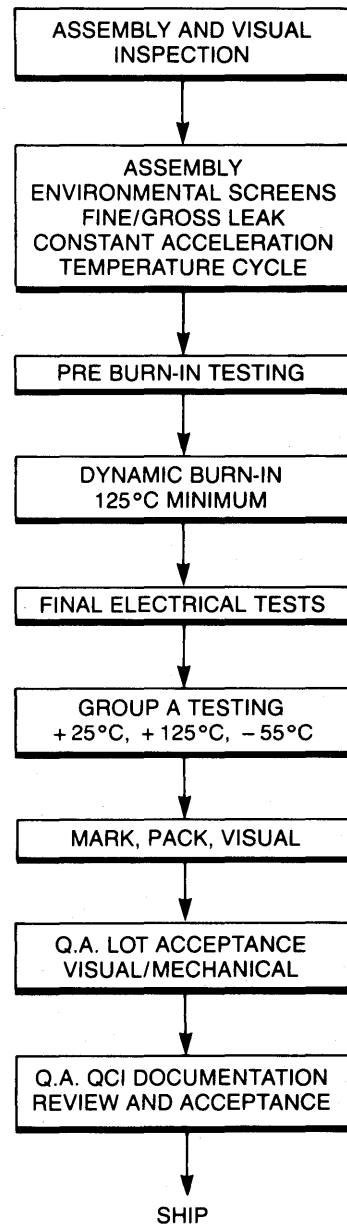 ASSEMBLY AND VISUAL
INSPECTION
ASSEMBLY
ENVIRONMENTAL SCREENS
FINE/GROSS LEAK
CONSTANT ACCELERATION
TEMPERATURE CYCLE
PRE BURN-IN TESTING
DYNAMIC BURN-IN
125°C MINIMUM
FINAL ELECTRICAL TESTS
GROUP A TESTING
+25°C, +125°C, -55°C
MARK, PACK, VISUAL
Q.A. LOT ACCEPTANCE
VISUAL/MECHANICAL
Q.A. QCI DOCUMENTATION
REVIEW AND ACCEPTANCE
SHIP